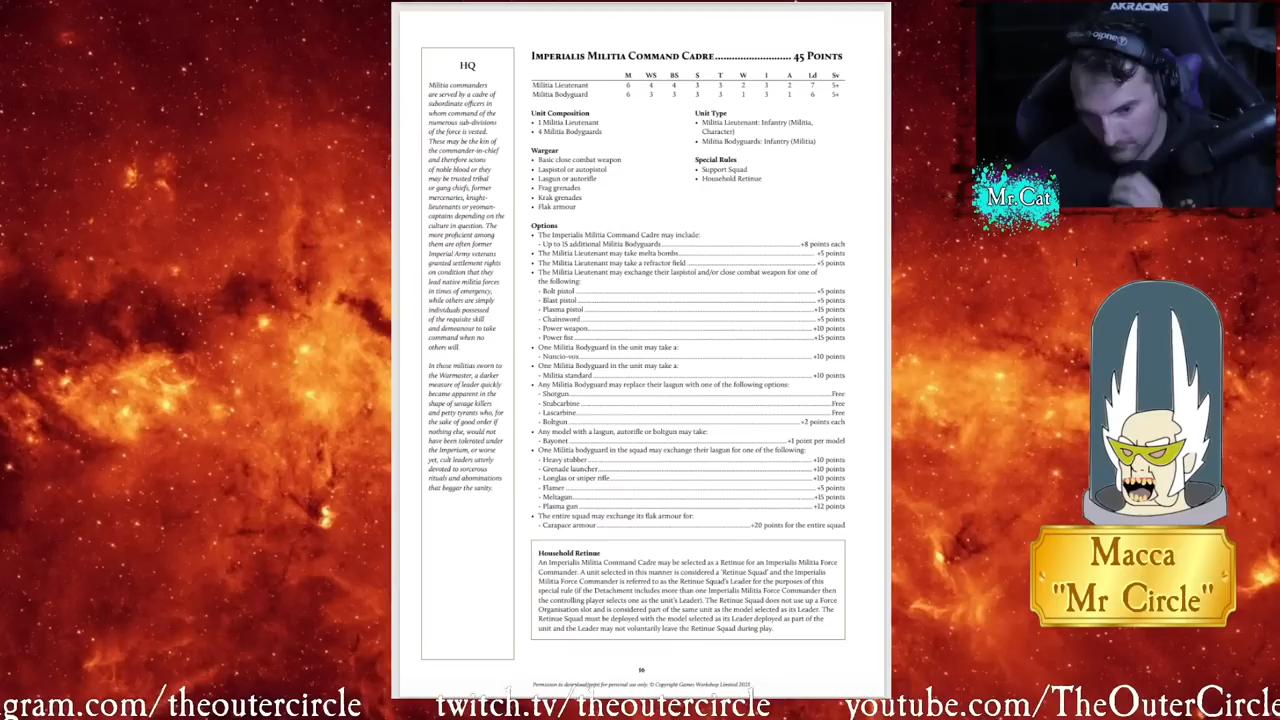 HQ
Militia commanders
are served by a cadre of
subordinate officers in
whom command of the
numerous sub-divisions
of the force is vested.
These may be the kin of
the commander-in-chief
and therefore scions
of noble blood or they
may be trusted tribal
or gang chiefs, former
mercenaries, knight-
lieutenants or yeoman-
captains depending on the
culture in question. The
more proficient among
them are often former
Imperial Army veterans
granted settlement rights
on condition that they
lead native militia forces
in times of emergency,
while others are simply
individuals possessed
of the requisite skill
and demeanour to take
command when no
others will.
In those militias sworn to
the Warmaster, a darker
measure of leader quickly
became apparent in the
shape of savage killers
and petty tyrants who, for
the sake of good order if
nothing else, would not
have been tolerated under
the Imperium, or worse
yet, cult leaders utterly
devoted to sorcerous
rituals and abominations
that beggar the sanity.
Imperialis Militia Command Cadre........................... 45 Points
M WS BS S T W I A Ld Sv
Militia Lieutenant 6 4 4 3 3 2 3 2 7 5+
Militia Bodyguard 6 3 3 3 3 1 3 1 6 5+
Unit Composition
• 1 Militia Lieutenant
• 4 Militia Bodyguards
Unit Type
• Militia Lieutenant: Infantry (Militia,
Character)
• Militia Bodyguards: Infantry (Militia)
Wargear
• Basic close combat weapon
• Laspistol or autopistol
• Lasgun or autorifle
• Frag grenades
• Krak grenades
• Flak armour
Special Rules
• Support Squad
• Household Retinue
Options
• The Imperialis Militia Command Cadre may include:
- Up to 15 additional Militia Bodyguards +8 points each
• The Militia Lieutenant may take melta bombs +5 points
• The Militia Lieutenant may take a refractor field +5 points
• The Militia Lieutenant may exchange their laspistol and/or close combat weapon for one of
the following:
- Bolt pistol +5 points
- Blast pistol +5 points
- Plasma pistol +15 points
- Chainsword +5 points
- Power weapon +10 points
- Power fist +15 points
• One Militia Bodyguard in the unit may take a:
- Nuncio-vox +10 points
• One Militia Bodyguard in the unit may take a:
- Militia standard +10 points
• Any Militia Bodyguard may replace their lasgun with one of the following options:
- Shotgun Free
- Stubcarbine Free
- Lascarbine Free
- Boltgun +2 points each
• Any model with a lasgun, autorifle or boltgun may take:
- Bayonet +1 point per model
• One Militia bodyguard in the squad may exchange their lasgun for one of the following:
- Heavy stubber +10 points
- Grenade launcher +10 points
- Longlas or sniper rifle +10 points
- Flamer +5 points
- Meltagun +15 points
- Plasma gun +12 points
• The entire squad may exchange its flak armour for:
- Carapace armour +20 points for the entire squad
Household Retinue
An Imperialis Militia Command Cadre may be selected as a Retinue for an Imperialis Militia Force
Commander. A unit selected in this manner is considered a 'Retinue Squad' and the Imperialis
Militia Force Commander is referred to as the Retinue Squad's Leader for the purposes of this
special rule (if the Detachment includes more than one Imperialis Militia Force Commander then
the controlling player selects one as the unit's Leader). The Retinue Squad does not use up a Force
Organisation slot and is considered part of the same unit as the model selected as its Leader. The
Retinue Squad must be deployed with the model selected as its Leader deployed as part of the
unit and the Leader may not voluntarily leave the Retinue Squad during play.
16
Permission to download/print for personal use only. © Copyright Games Workshop Limited 2023
AKRACING
Mr.Cat
Macca
"Mr Circle"
gram.com/theoutercircle twitch.tv/theoutercircle youtube.com/TheOuterCircle